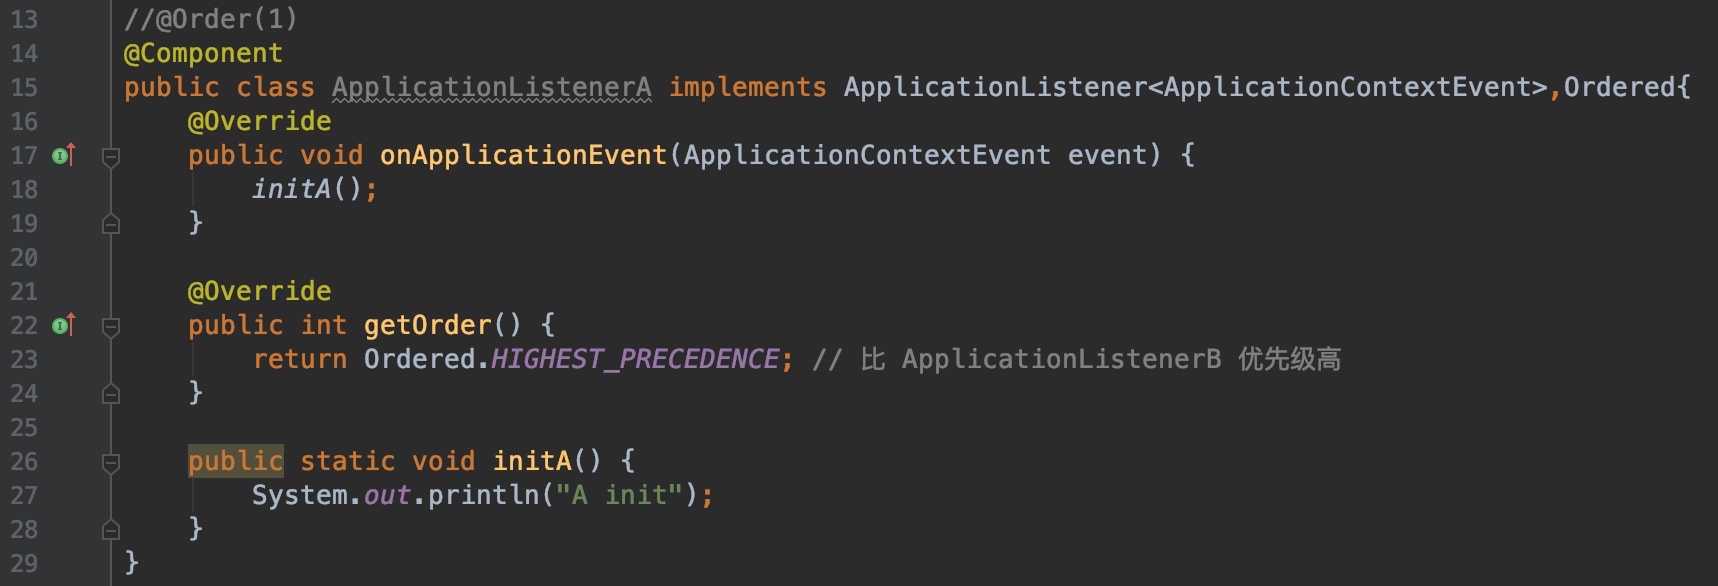 13 //@Order(1)
14 @Component
15 public class ApplicationListenerA implements ApplicationListener<ApplicationContextEvent>,Ordered{
16     @Override
17     public void onApplicationEvent(ApplicationContextEvent event) {
18         initA();
19     }
20
21     @Override
22     public int getOrder() {
23         return Ordered.HIGHEST_PRECEDENCE; // 比 ApplicationListenerB 优先级高
24     }
25
26     public static void initA() {
27         System.out.println("A init");
28     }
29 }